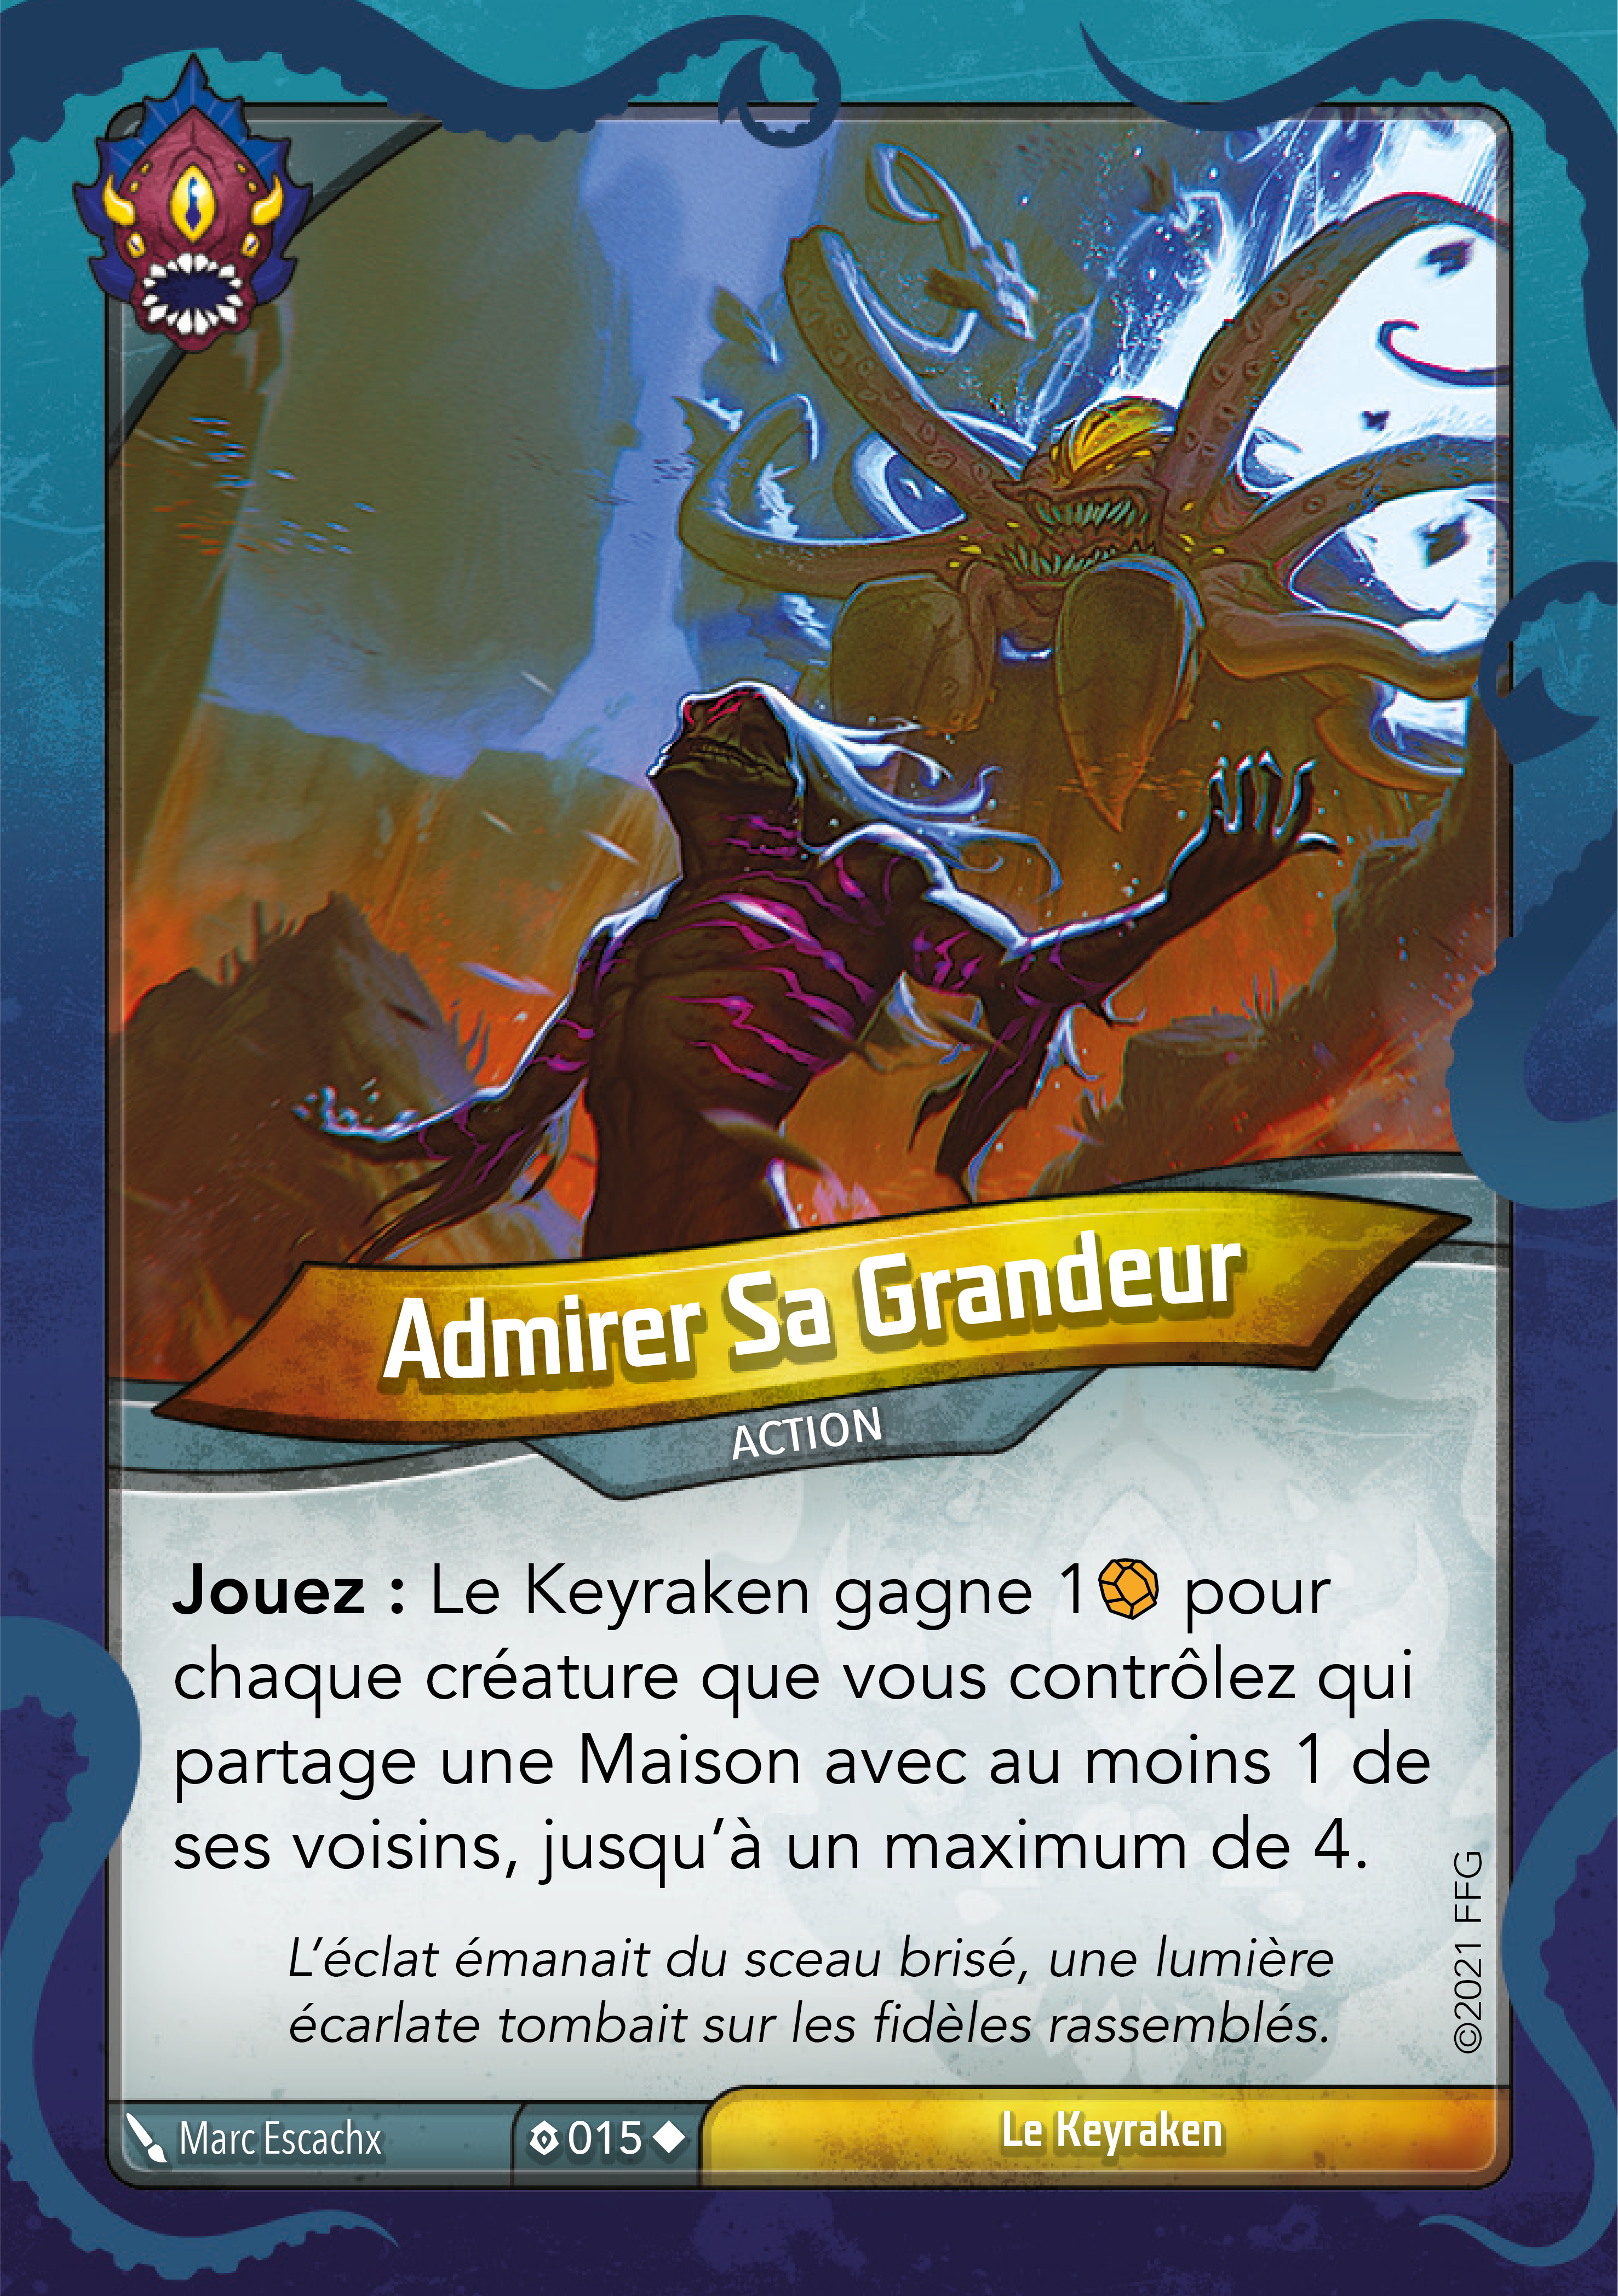 Admirer Sa Grandeur
ACTION
Jouez : Le Keyraken gagne 1 pour
chaque créature que vous contrôlez qui
partage une Maison avec au moins 1 de
ses voisins, jusqu’à un maximum de 4.
L’éclat émanait du sceau brisé, une lumière
écarlate tombait sur les fidèles rassemblés.
©2021 FFG
Marc Escachx
015
Le Keyraken